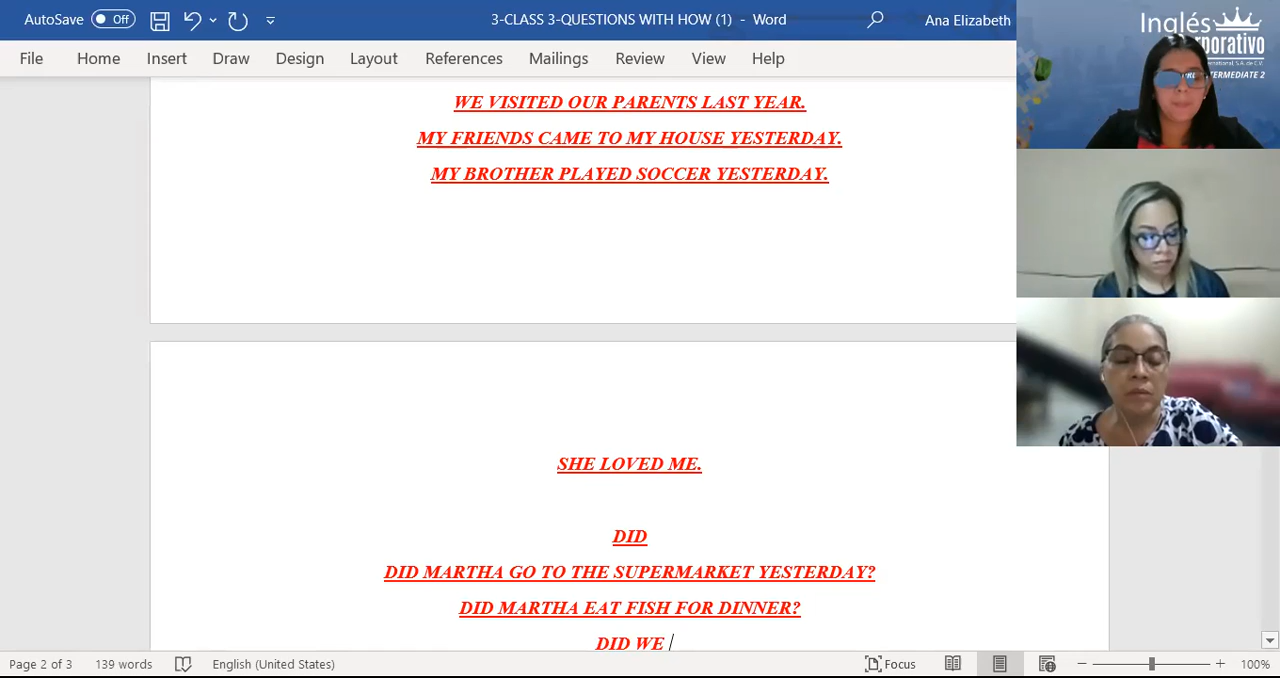 AutoSave Off 3-CLASS 3-QUESTIONS WITH HOW (1) - Word Ana Elizabeth
File Home Insert Draw Design Layout References Mailings Review View Help
Inglés
WE VISITED OUR PARENTS LAST YEAR.
MY FRIENDS CAME TO MY HOUSE YESTERDAY.
MY BROTHER PLAYED SOCCER YESTERDAY.
SHE LOVED ME.
DID
DID MARTHA GO TO THE SUPERMARKET YESTERDAY?
DID MARTHA EAT FISH FOR DINNER?
DID WE
Page 2 of 3 139 words English (United States) Focus 100%